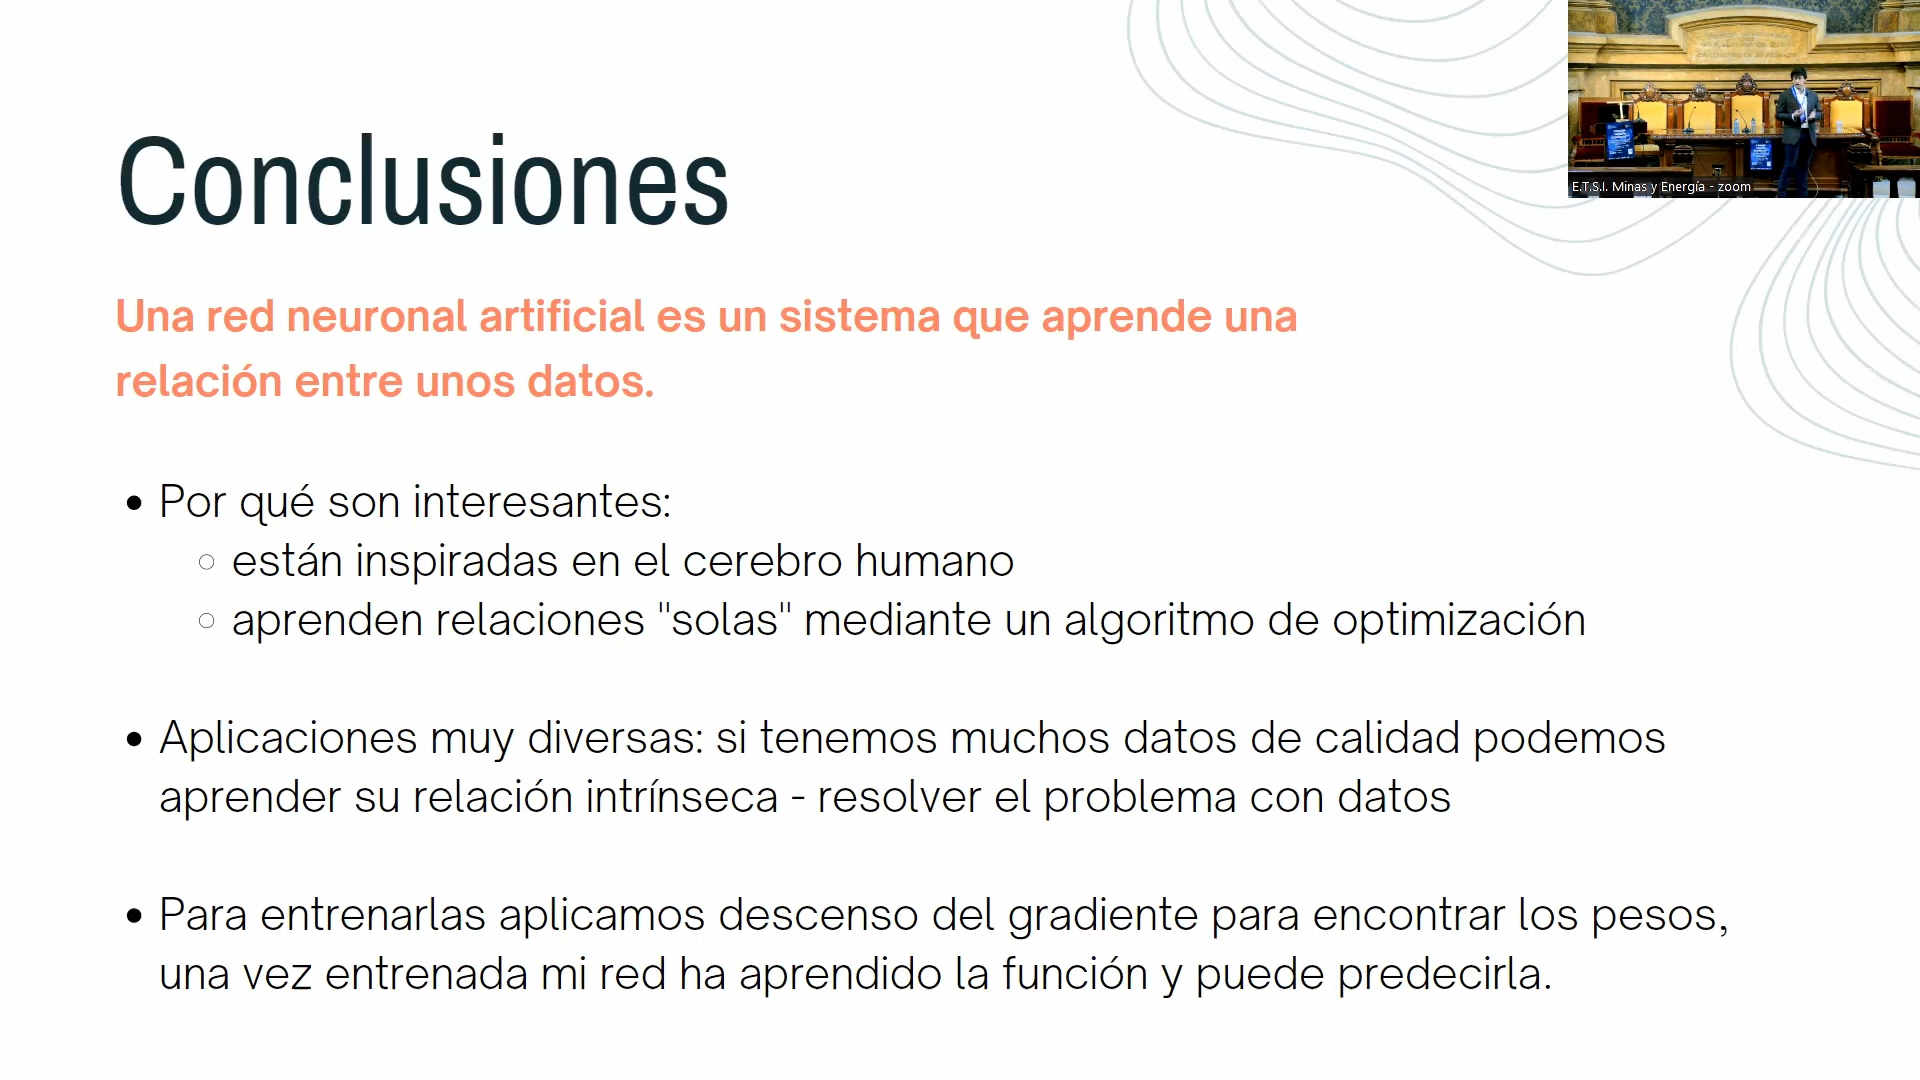 Conclusiones
Una red neuronal artificial es un sistema que aprende una
relación entre unos datos.
• Por qué son interesantes:
○ están inspiradas en el cerebro humano
○ aprenden relaciones "solas" mediante un algoritmo de optimización
• Aplicaciones muy diversas: si tenemos muchos datos de calidad podemos
aprender su relación intrínseca - resolver el problema con datos
• Para entrenarlas aplicamos descenso del gradiente para encontrar los pesos,
una vez entrenada mi red ha aprendido la función y puede predecirla.
E.T.S.I. Minas y Energía - zoom